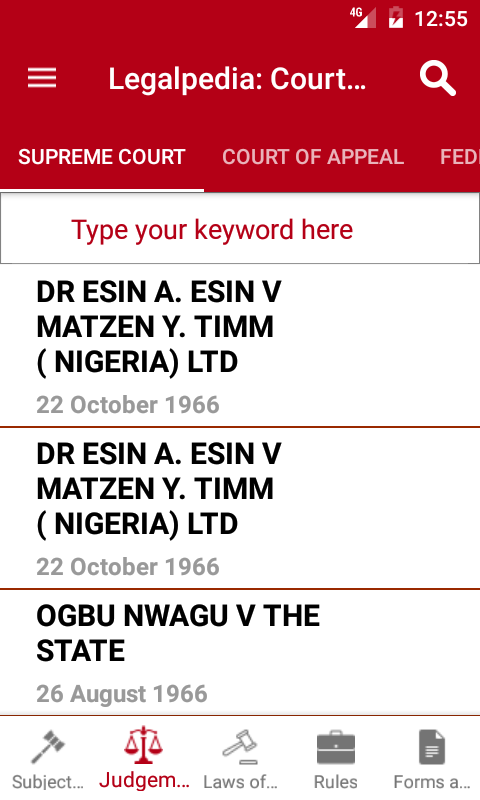 4G 12:55
Legalpedia: Court...
SUPREME COURT COURT OF APPEAL FED
Type your keyword here
DR ESIN A. ESIN V
MATZEN Y. TIMM
( NIGERIA) LTD
22 October 1966
DR ESIN A. ESIN V
MATZEN Y. TIMM
( NIGERIA) LTD
22 October 1966
OGBU NWAGU V THE
STATE
26 August 1966
Subject... Judgem... Laws of... Rules Forms a...